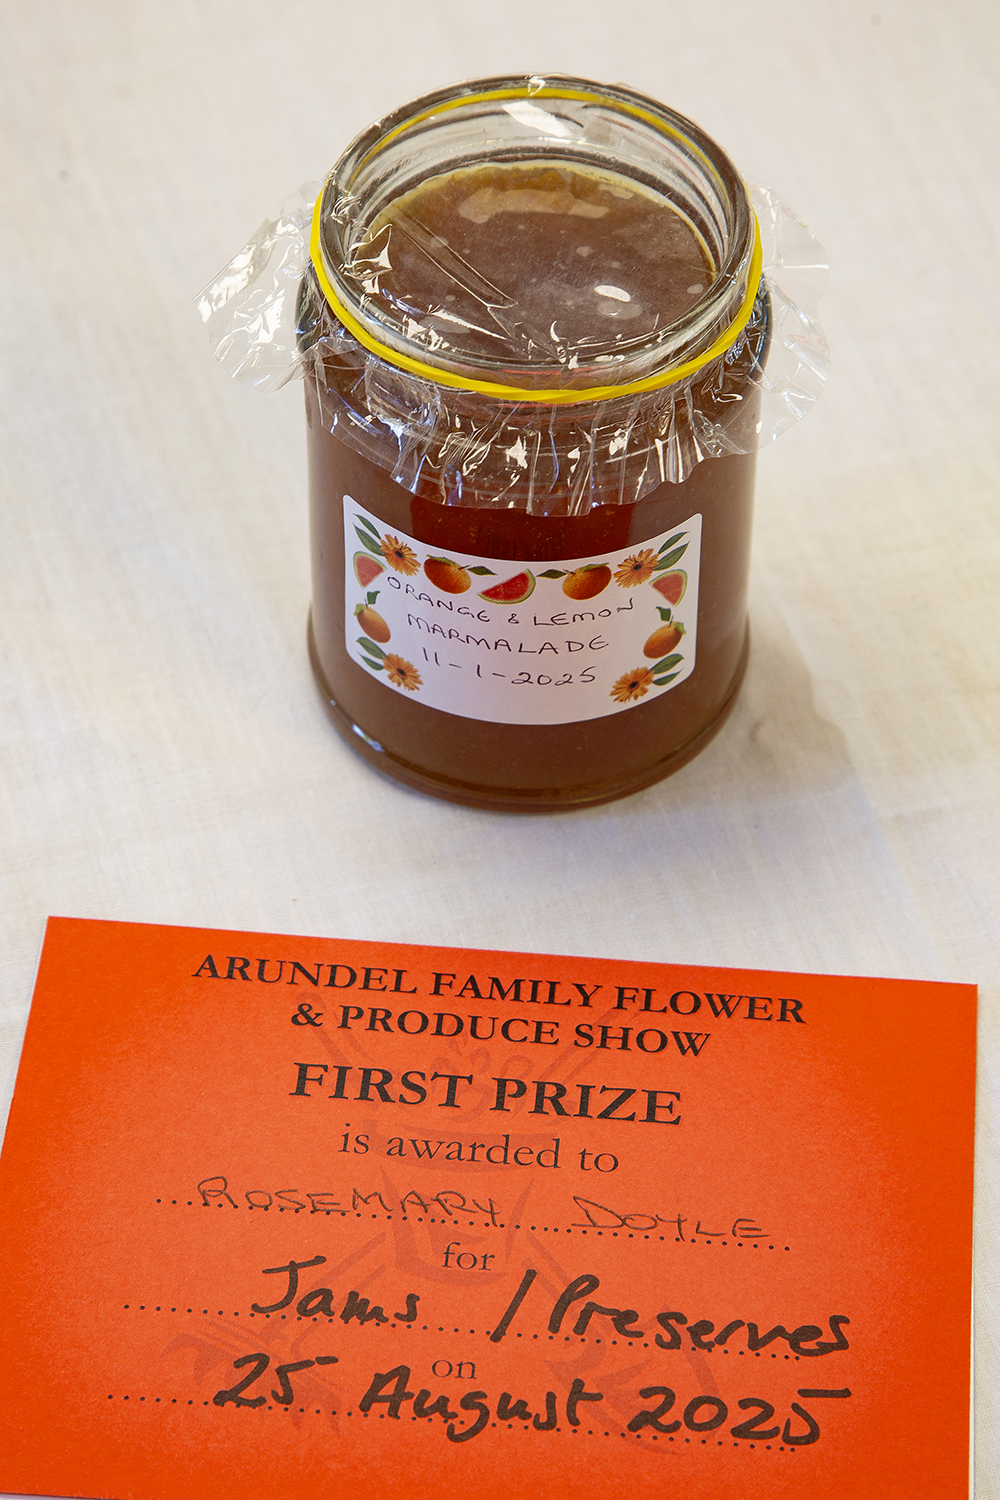 ORANGE & LEMON
MARMALADE
11-1-2025
ARUNDEL FAMILY FLOWER
& PRODUCE SHOW
FIRST PRIZE
is awarded to
ROSEMARY DOYLE
for
Jams / Preserves
on
25 August 2025